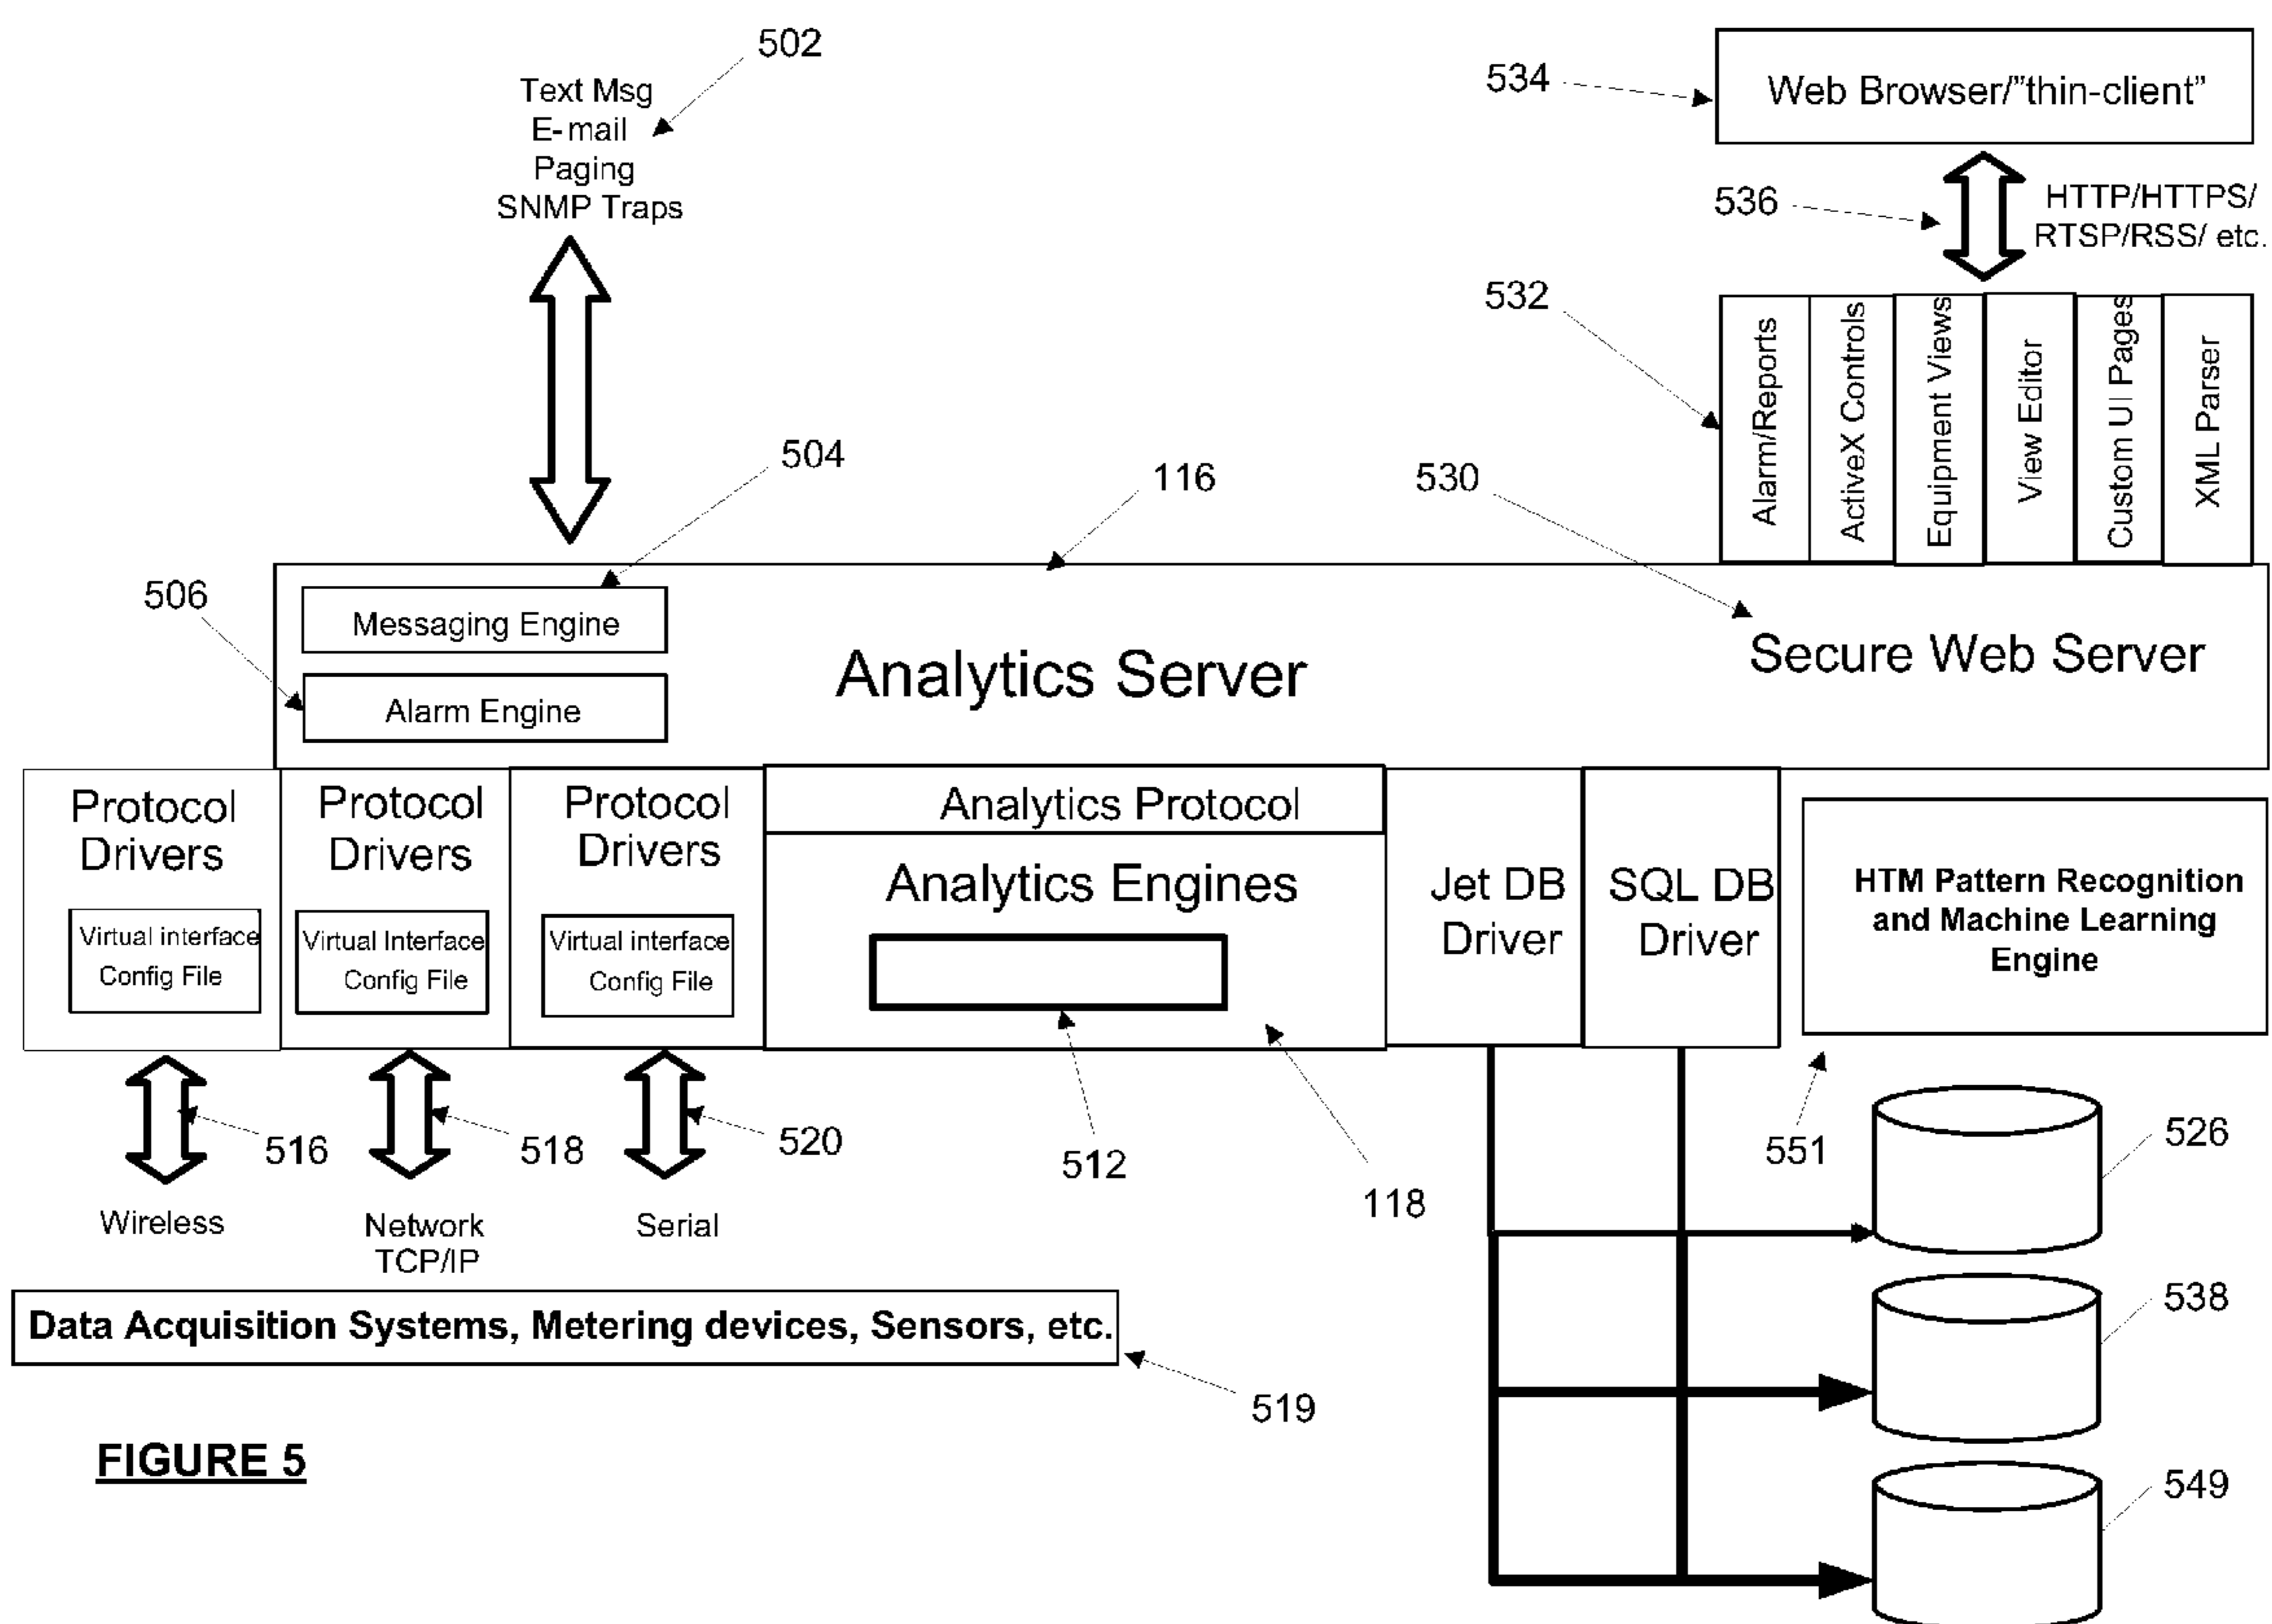 502
Text Msg
E-mail
Paging
SNMP Traps
534
Web Browser/"thin-client"
536
HTTP/HTTPS/
RTSP/RSS/ etc.
532
Alarm/Reports
ActiveX Controls
Equipment Views
View Editor
Custom UI Pages
XML Parser
504
116
530
506
Messaging Engine
Alarm Engine
Analytics Server
Secure Web Server
Protocol
Drivers
Virtual interface
Config File
Protocol
Drivers
Virtual Interface
Config File
Protocol
Drivers
Virtual interface
Config File
Analytics Protocol
Analytics Engines
Jet DB
Driver
SQL DB
Driver
HTM Pattern Recognition
and Machine Learning
Engine
516
518
520
512
118
551
526
Wireless
Network
TCP/IP
Serial
538
Data Acquisition Systems, Metering devices, Sensors, etc.
519
FIGURE 5
549